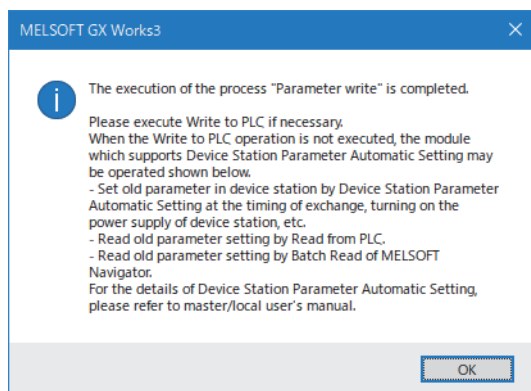 MELSOFT GX Works3
The execution of the process "Parameter write" is completed.
Please execute Write to PLC if necessary.
When the Write to PLC operation is not executed, the module
which supports Device Station Parameter Automatic Setting may
be operated shown below.
- Set old parameter in device station by Device Station Parameter
Automatic Setting at the timing of exchange, turning on the
power supply of device station, etc.
- Read old parameter setting by Read from PLC.
- Read old parameter setting by Batch Read of MELSOFT
Navigator.
For the details of Device Station Parameter Automatic Setting,
please refer to master/local user's manual.
OK